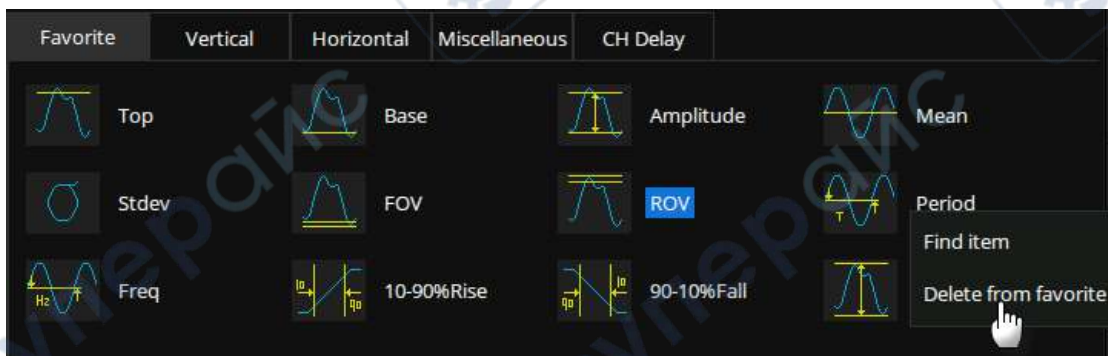 Favorite Vertical Horizontal Miscellaneous CH Delay
Top Base Amplitude Mean
Stdev FOV ROV Period
Find item
Freq 10-90%Rise 90-10%Fall
Delete from favorite